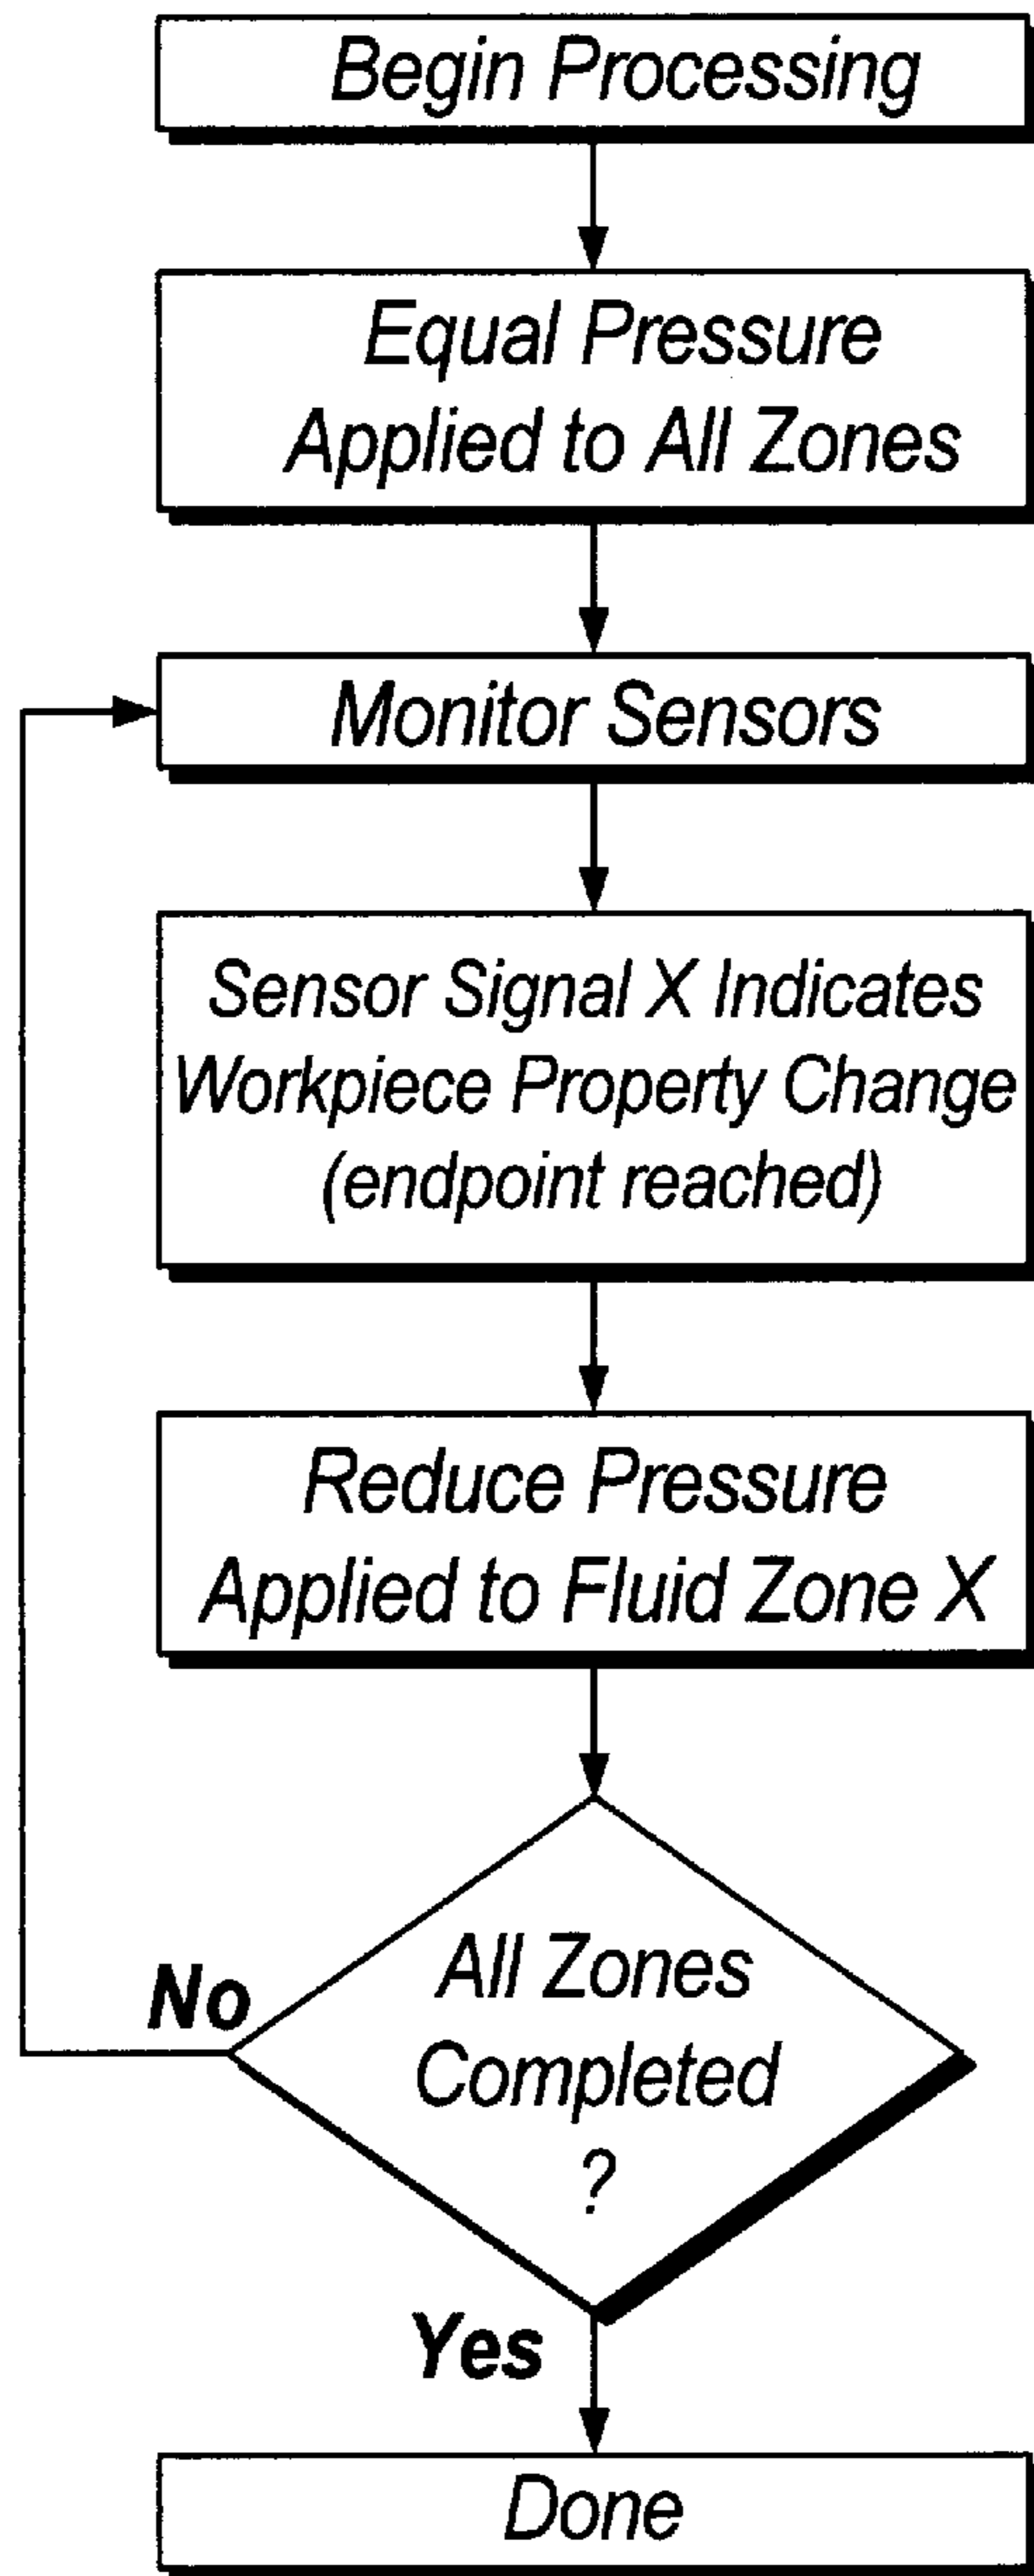 Begin Processing
Equal Pressure
Applied to All Zones
Monitor Sensors
Sensor Signal X Indicates
Workpiece Property Change
(endpoint reached)
Reduce Pressure
Applied to Fluid Zone X
All Zones
Completed
?
No
Yes
Done